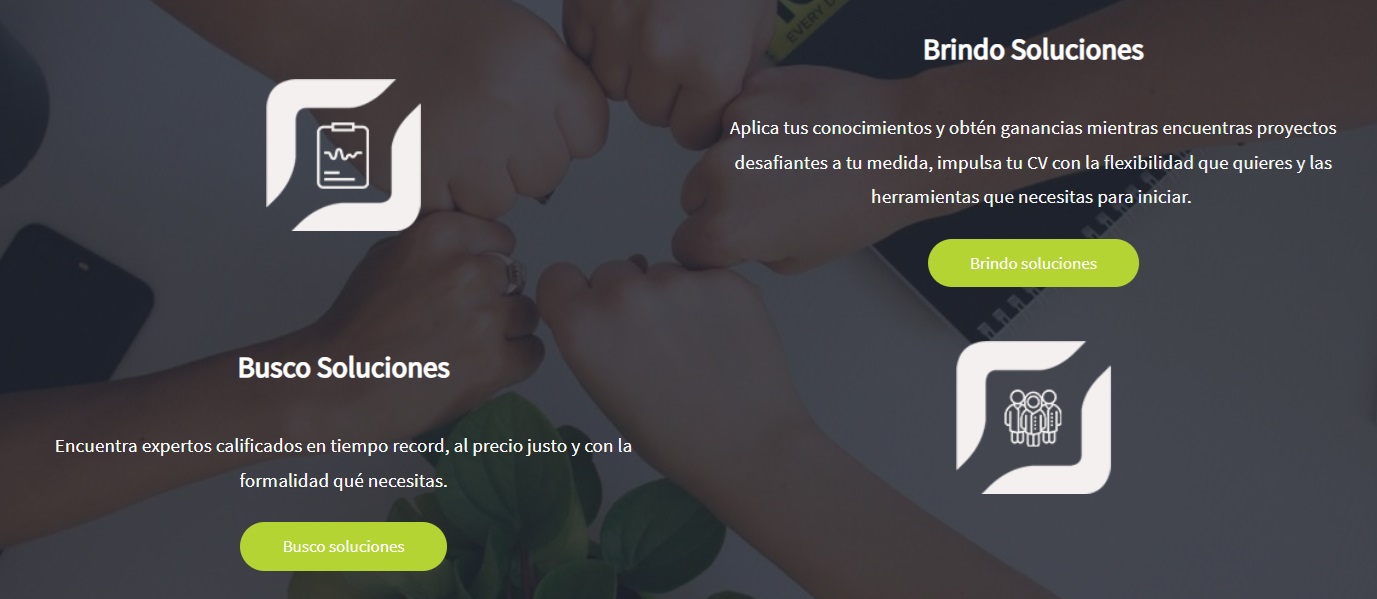 Brindo Soluciones
Aplica tus conocimientos y obtén ganancias mientras encuentras proyectos
desafiantes a tu medida, impulsa tu CV con la flexibilidad que quieres y las
herramientas que necesitas para iniciar.
Brindo soluciones
Busco Soluciones
Encuentra expertos calificados en tiempo record, al precio justo y con la
formalidad qué necesitas.
Busco soluciones
EVERY